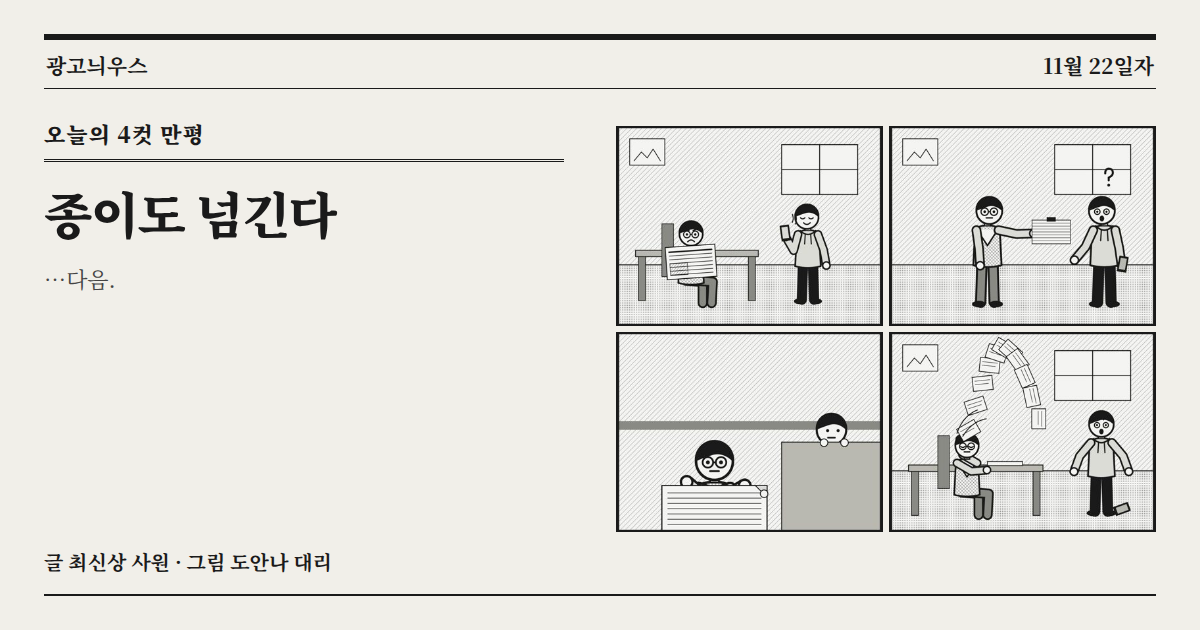 광고늬우스
11월 22일자
오늘의 4컷 만평
종이도 넘긴다
…다음.
?
글 최신상 사원 · 그림 도안나 대리